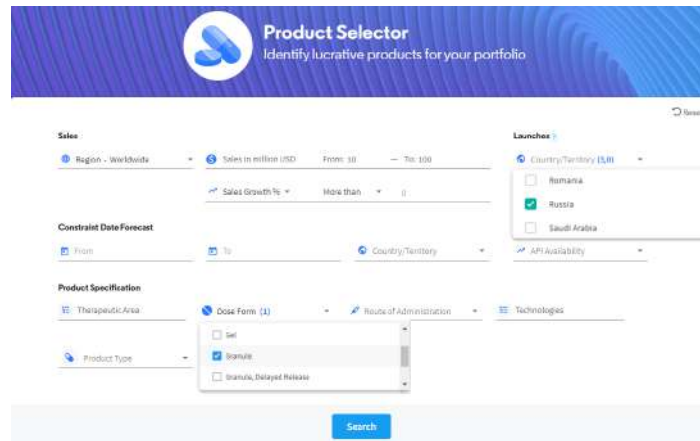 Product Selector
Identify lucrative products for your portfolio
Reset
Sales
Launches
Region - Worldwide
Sales in million USD
From: 10 — To: 100
Country/Territory
Sales Growth %
More than
0
Romania
Russia
Saudi Arabia
Constraint Date Forecast
From
To
Country/Territory
API Availability
Product Specification
Therapeutic Area
Dose Form (1)
Route of Administration
Technologies
Gel
Granule
Granule, Delayed Release
Product Type
Search